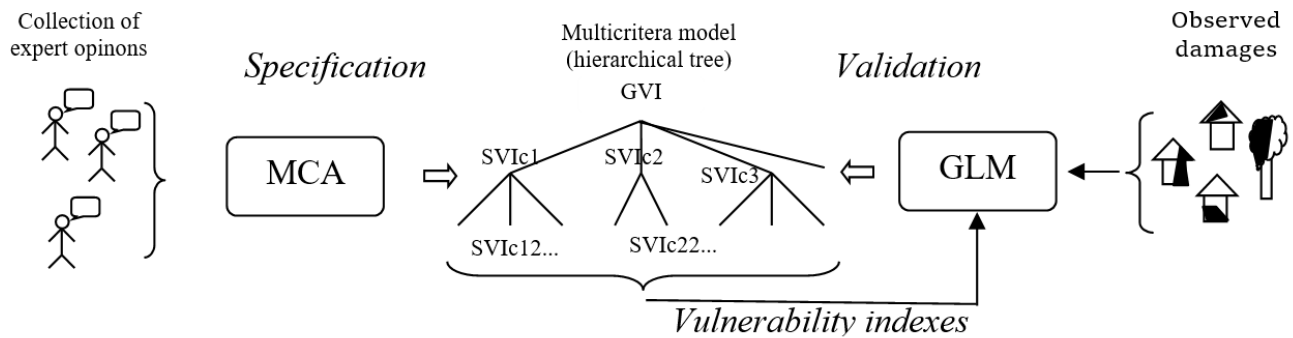 Collection of
expert opinons
Specification
MCA
Multicritera model
(hierarchical tree)
GVI
SVIc1
SVIc2
SVIc3
SVIc12...
SVIc22...
Validation
GLM
Observed
damages
Vulnerability indexes